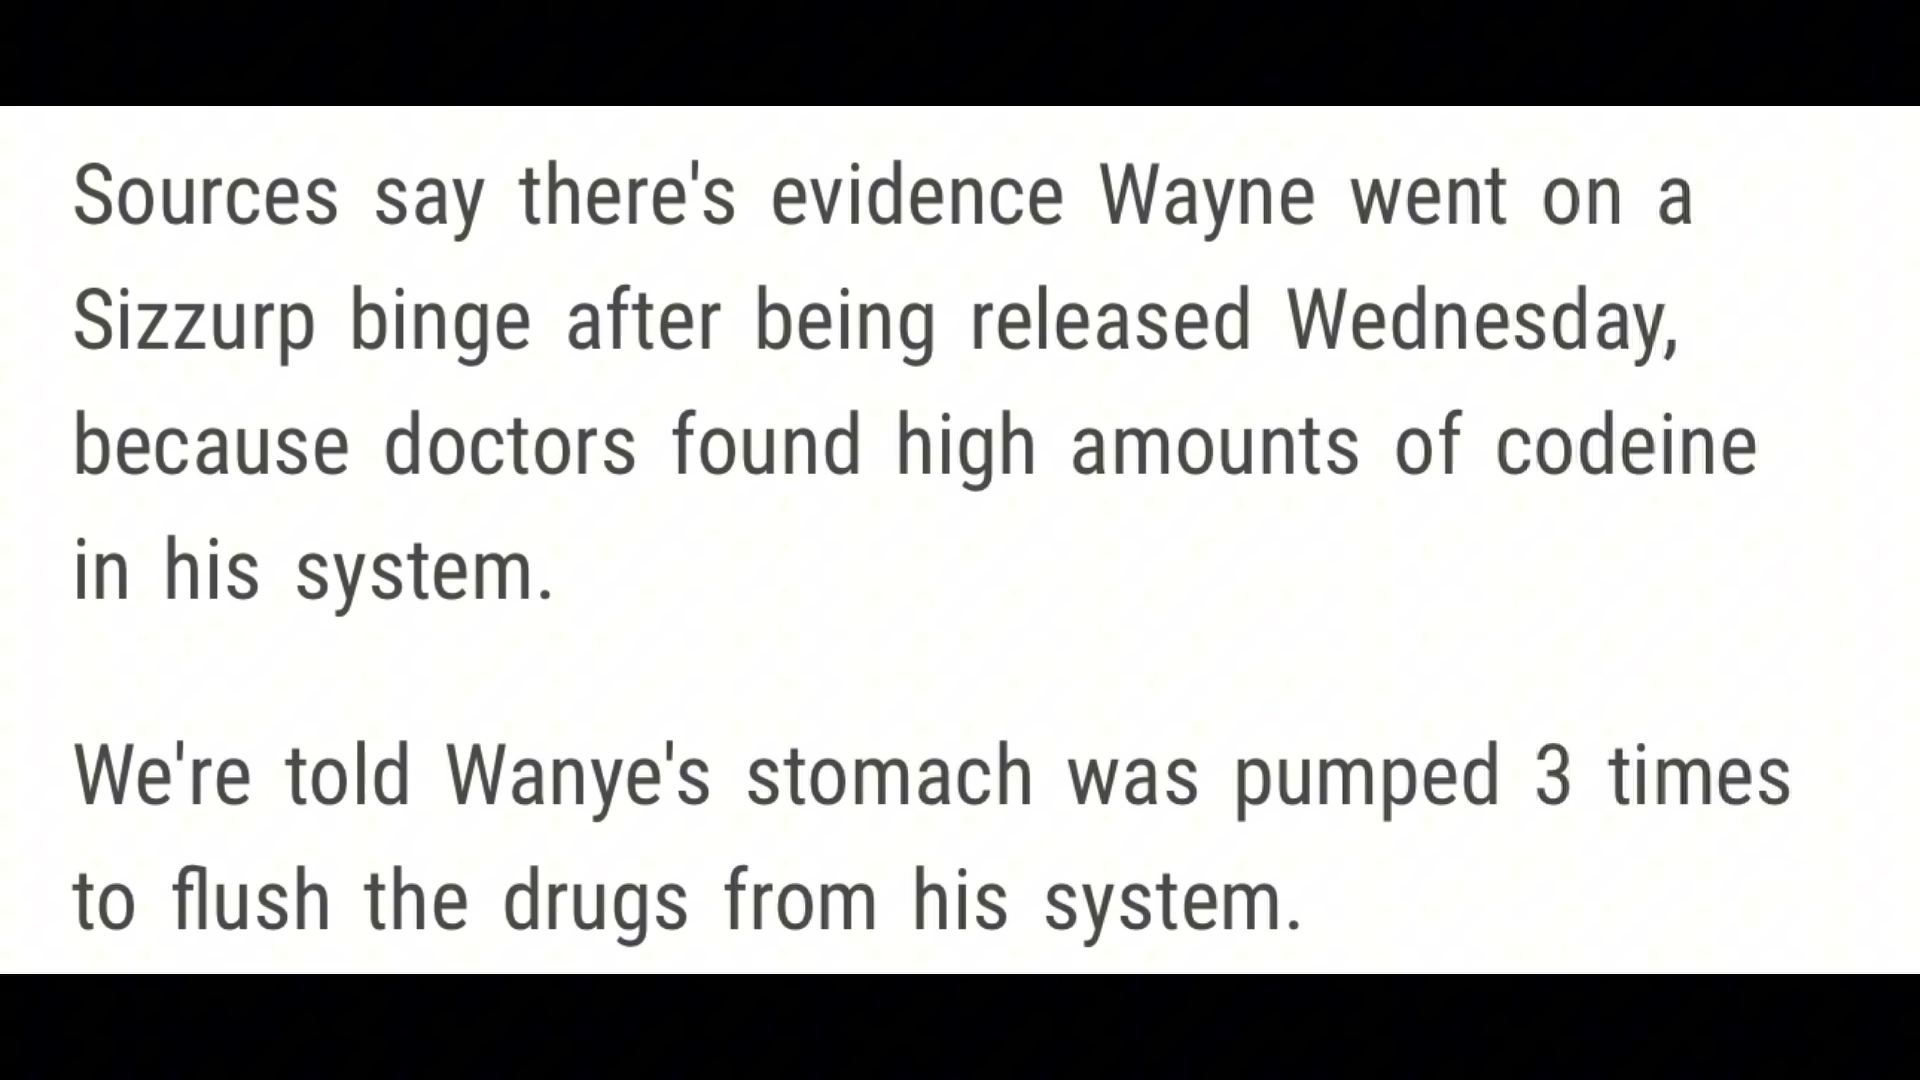 Sources say there's evidence Wayne went on a
Sizzurp binge after being released Wednesday,
because doctors found high amounts of codeine
in his system.
We're told Wanye's stomach was pumped 3 times
to flush the drugs from his system.